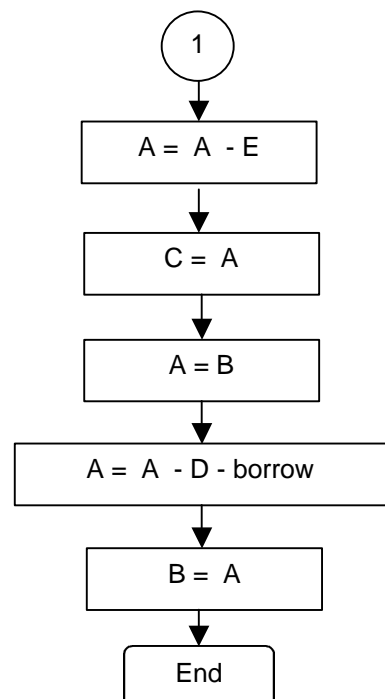 1
A = A - E
C = A
A = B
A = A - D - borrow
B = A
End